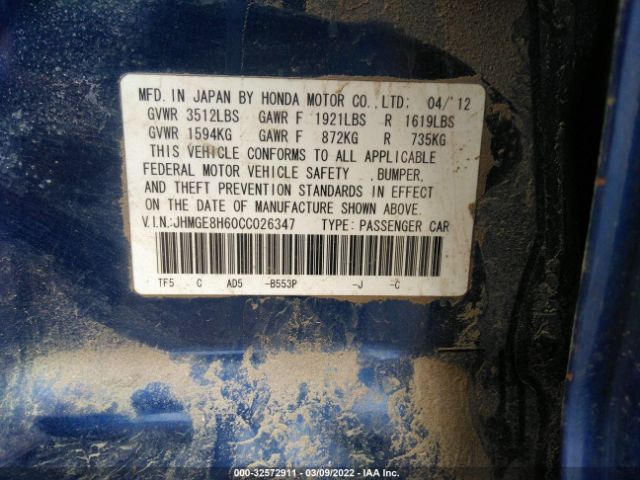 MFD. IN JAPAN BY HONDA MOTOR CO.,LTD: 04/'12
GVWR 3512LBS GAWR F 1921LBS R 1619LBS
GVWR 1594KG GAWR F 872KG R 735KG
THIS VEHICLE CONFORMS TO ALL APPLICABLE
FEDERAL MOTOR VEHICLE SAFETY , BUMPER,
AND THEFT PREVENTION STANDARDS IN EFFECT
ON THE DATE OF MANUFACTURE SHOWN ABOVE.
V.I.N:JHMGE8H60CC026347 TYPE: PASSENGER CAR
TF5 C AD5 -B553P -J -C
000-32572911 - 03/09/2022 - IAA Inc.